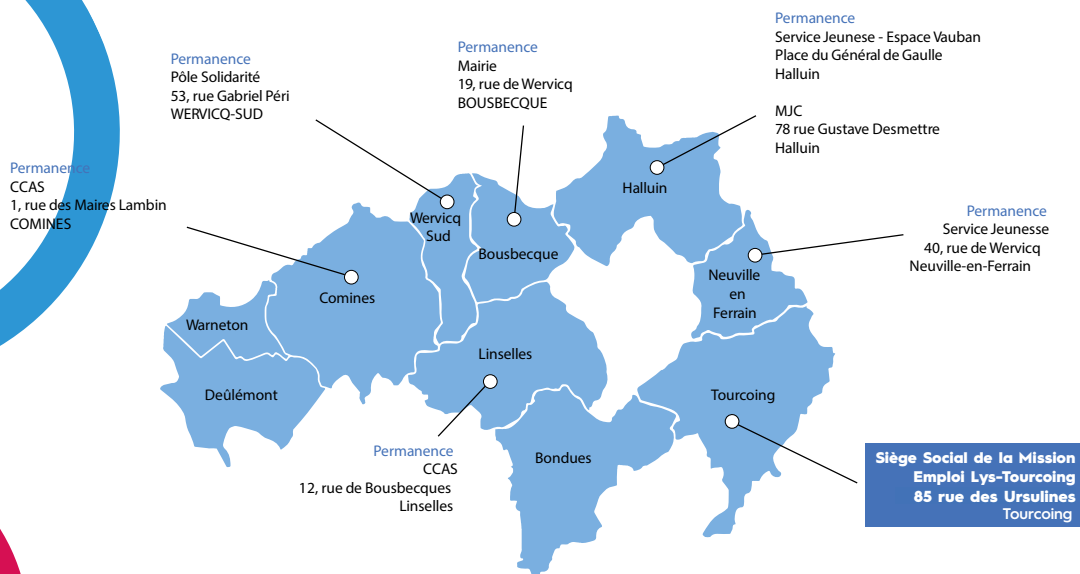 Permanence
Service Jeunese - Espace Vauban
Place du Général de Gaulle
Halluin
MJC
78 rue Gustave Desmettre
Halluin
Permanence
Mairie
19, rue de Wervicq
BOUSBECQUE
Permanence
Pôle Solidarité
53, rue Gabriel Péri
WERVICQ-SUD
Permanence
CCAS
1, rue des Maires Lambin
COMINES
Permanence
Service Jeunesse
40, rue de Wervicq
Neuville-en-Ferrain
Halluin
Wervicq
Sud
Bousbecque
Neuville
en
Ferrain
Comines
Warneton
Linselles
Deûlémont
Tourcoing
Bondues
Permanence
CCAS
12, rue de Bousbecques
Linselles
Siège Social de la Mission
Emploi Lys-Tourcoing
85 rue des Ursulines
Tourcoing